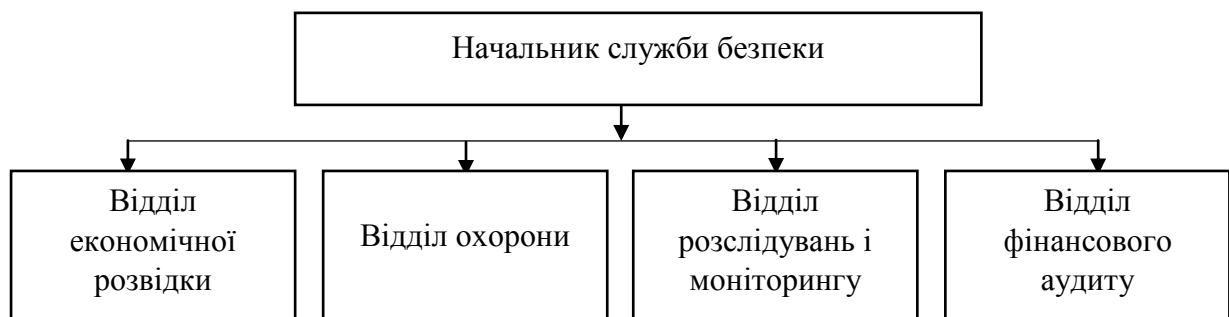 Начальник служби безпеки
Відділ
економічної
розвідки
Відділ охорони
Відділ
розслідувань і
моніторингу
Відділ
фінансового
аудиту